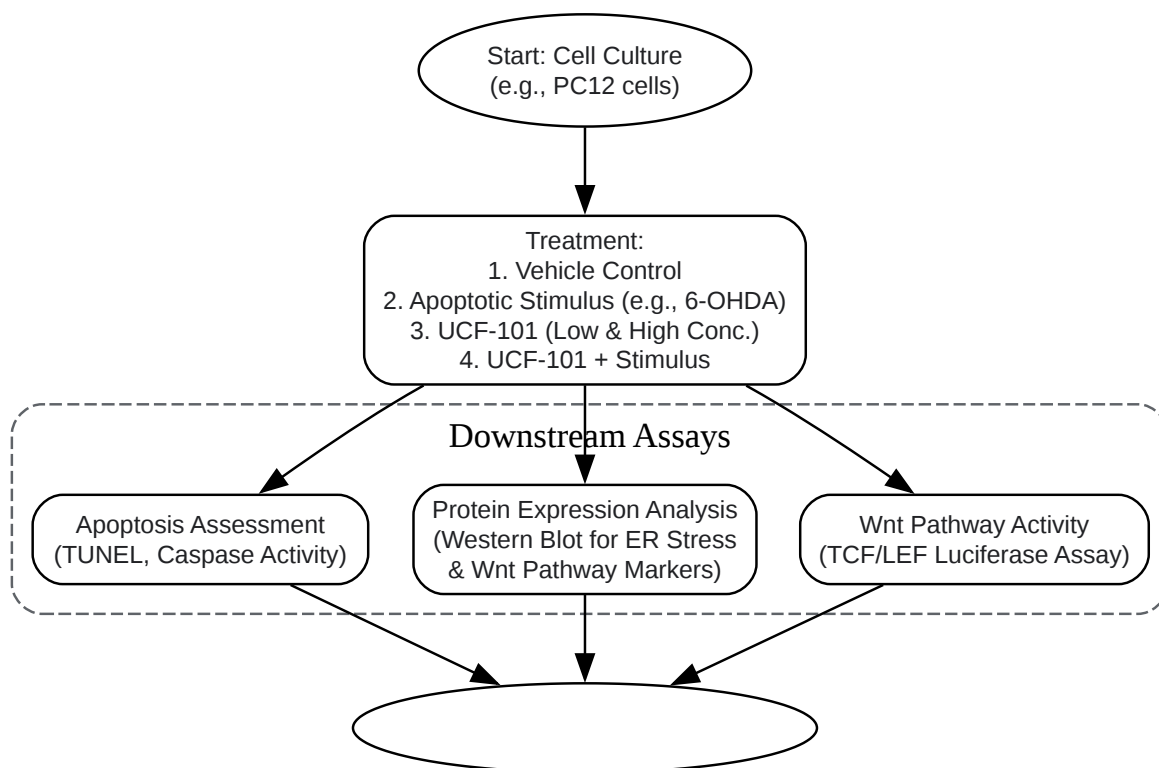 Start: Cell Culture
(e.g., PC12 cells)
Treatment:
1. Vehicle Control
2. Apoptotic Stimulus (e.g., 6-OHDA)
3. UCF-101 (Low & High Conc.)
4. UCF-101 + Stimulus
Downstream Assays
Apoptosis Assessment
(TUNEL, Caspase Activity)
Protein Expression Analysis
(Western Blot for ER Stress
& Wnt Pathway Markers)
Wnt Pathway Activity
(TCF/LEF Luciferase Assay)